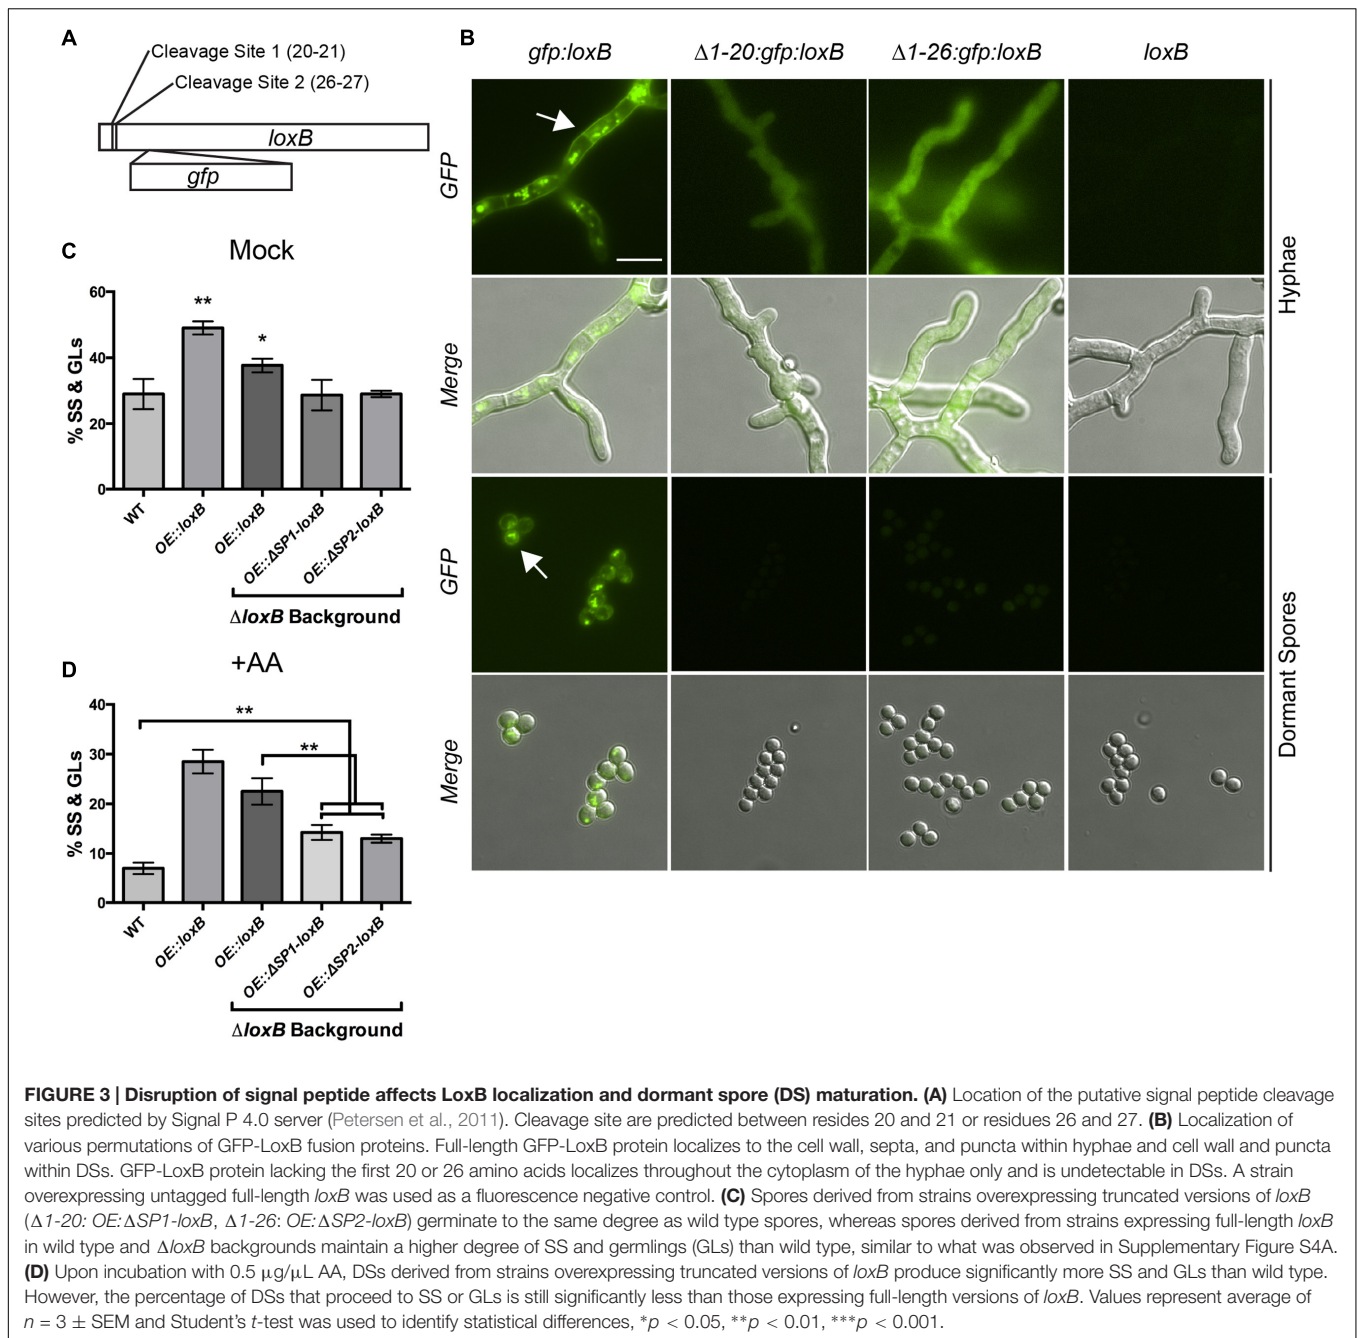 A
Cleavage Site 1 (20-21)
Cleavage Site 2 (26-27)
loxB
gfp
B
gfp:loxB
Δ1-20:gfp:loxB
Δ1-26:gfp:loxB
loxB
GFP
Merge
GFP
Merge
Hyphae
Dormant Spores
C
Mock
% SS & GLs
60
40
20
0
**
*
WT
OE::loxB
OE::loxB
OE::ΔSP1-loxB
OE::ΔSP2-loxB
ΔloxB Background
D
+AA
% SS & GLs
40
30
20
10
0
**
**
WT
OE::loxB
OE::loxB
OE::ΔSP1-loxB
OE::ΔSP2-loxB
ΔloxB Background
FIGURE 3 | Disruption of signal peptide affects LoxB localization and dormant spore (DS) maturation. (A) Location of the putative signal peptide cleavage
sites predicted by Signal P 4.0 server (Petersen et al., 2011). Cleavage site are predicted between resides 20 and 21 or residues 26 and 27. (B) Localization of
various permutations of GFP-LoxB fusion proteins. Full-length GFP-LoxB protein localizes to the cell wall, septa, and puncta within hyphae and cell wall and puncta
within DSs. GFP-LoxB protein lacking the first 20 or 26 amino acids localizes throughout the cytoplasm of the hyphae only and is undetectable in DSs. A strain
overexpressing untagged full-length loxB was used as a fluorescence negative control. (C) Spores derived from strains overexpressing truncated versions of loxB
(Δ1-20: OE:ΔSP1-loxB, Δ1-26: OE:ΔSP2-loxB) germinate to the same degree as wild type spores, whereas spores derived from strains expressing full-length loxB
in wild type and ΔloxB backgrounds maintain a higher degree of SS and germlings (GLs) than wild type, similar to what was observed in Supplementary Figure S4A.
(D) Upon incubation with 0.5 μg/μL AA, DSs derived from strains overexpressing truncated versions of loxB produce significantly more SS and GLs than wild type.
However, the percentage of DSs that proceed to SS or GLs is still significantly less than those expressing full-length versions of loxB. Values represent average of
n = 3 ± SEM and Student's t-test was used to identify statistical differences, *p < 0.05, **p < 0.01, ***p < 0.001.